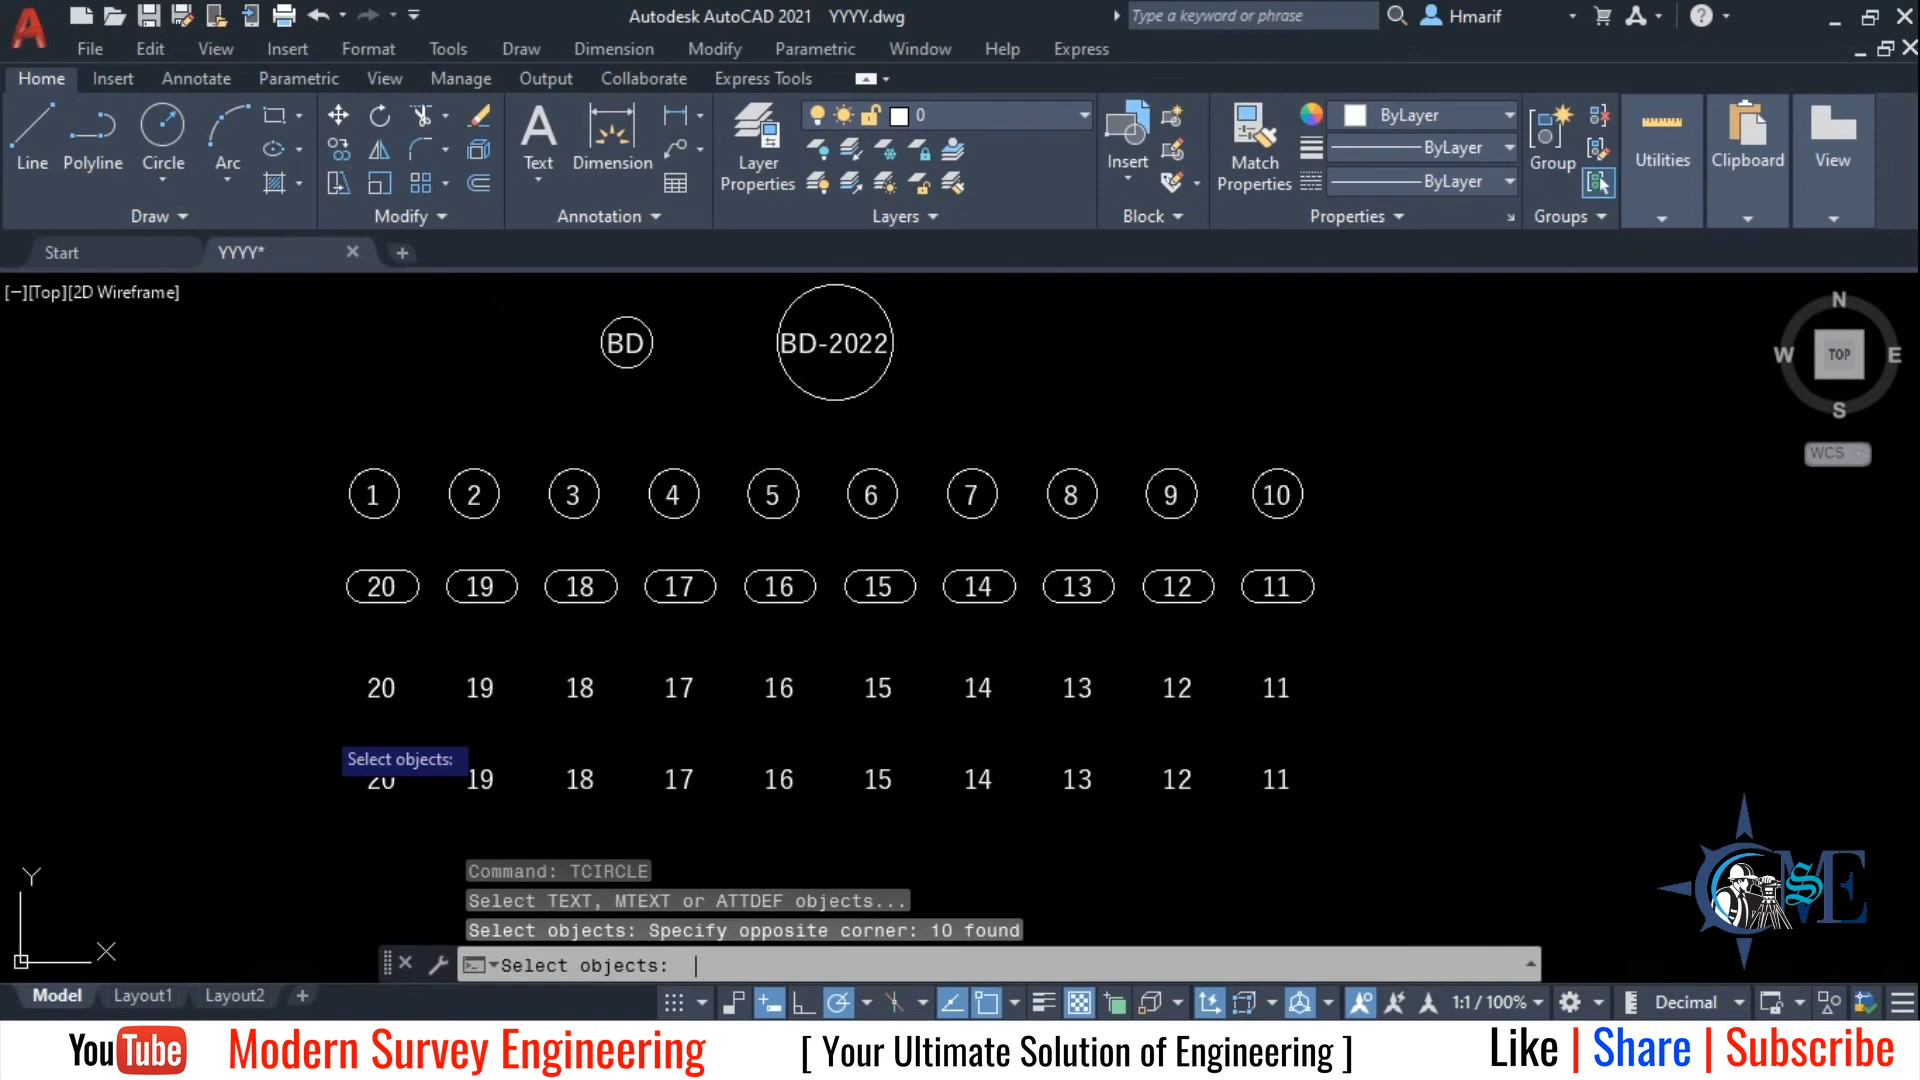 Autodesk AutoCAD 2021 YYYY.dwg
Type a keyword or phrase
Hmarif
File Edit View Insert Format Tools Draw Dimension Modify Parametric Window Help Express
Home Insert Annotate Parametric View Manage Output Collaborate Express Tools
0
ByLayer
ByLayer
ByLayer
Line Polyline Circle Arc
Text Dimension
Layer Properties
Insert
Match Properties
Group
Utilities Clipboard View
Draw Modify Annotation Layers Block Properties Groups
Start YYYY*
[−][Top][2D Wireframe]
N
W TOP E
S
WCS
BD BD-2022
1 2 3 4 5 6 7 8 9 10
20 19 18 17 16 15 14 13 12 11
20 19 18 17 16 15 14 13 12 11
Select objects:
20 19 18 17 16 15 14 13 12 11
Y
X
Command: TCIRCLE
Select TEXT, MTEXT or ATTDEF objects...
Select objects: Specify opposite corner: 10 found
Select objects:
MSE
Model Layout1 Layout2
1:1 / 100% Decimal
YouTube Modern Survey Engineering [ Your Ultimate Solution of Engineering ] Like | Share | Subscribe